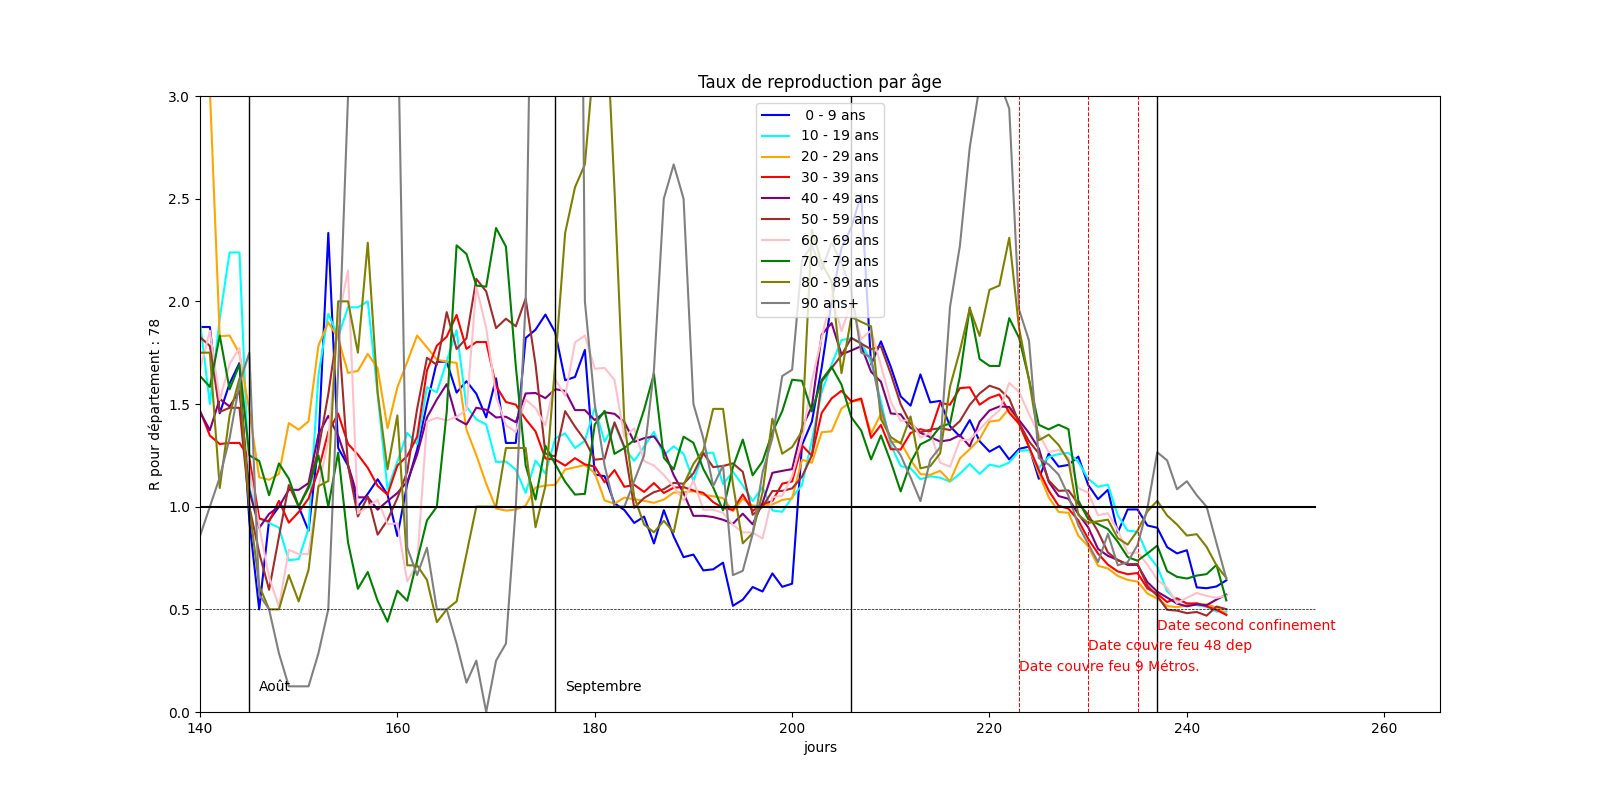 Taux de reproduction par âge
R pour département : 78
3.0
2.5
2.0
1.5
1.0
0.5
0.0
0 - 9 ans
10 - 19 ans
20 - 29 ans
30 - 39 ans
40 - 49 ans
50 - 59 ans
60 - 69 ans
70 - 79 ans
80 - 89 ans
90 ans+
Date second confinement
Date couvre feu 48 dep
Date couvre feu 9 Métros.
Août
Septembre
140 160 180 200 220 240 260
jours